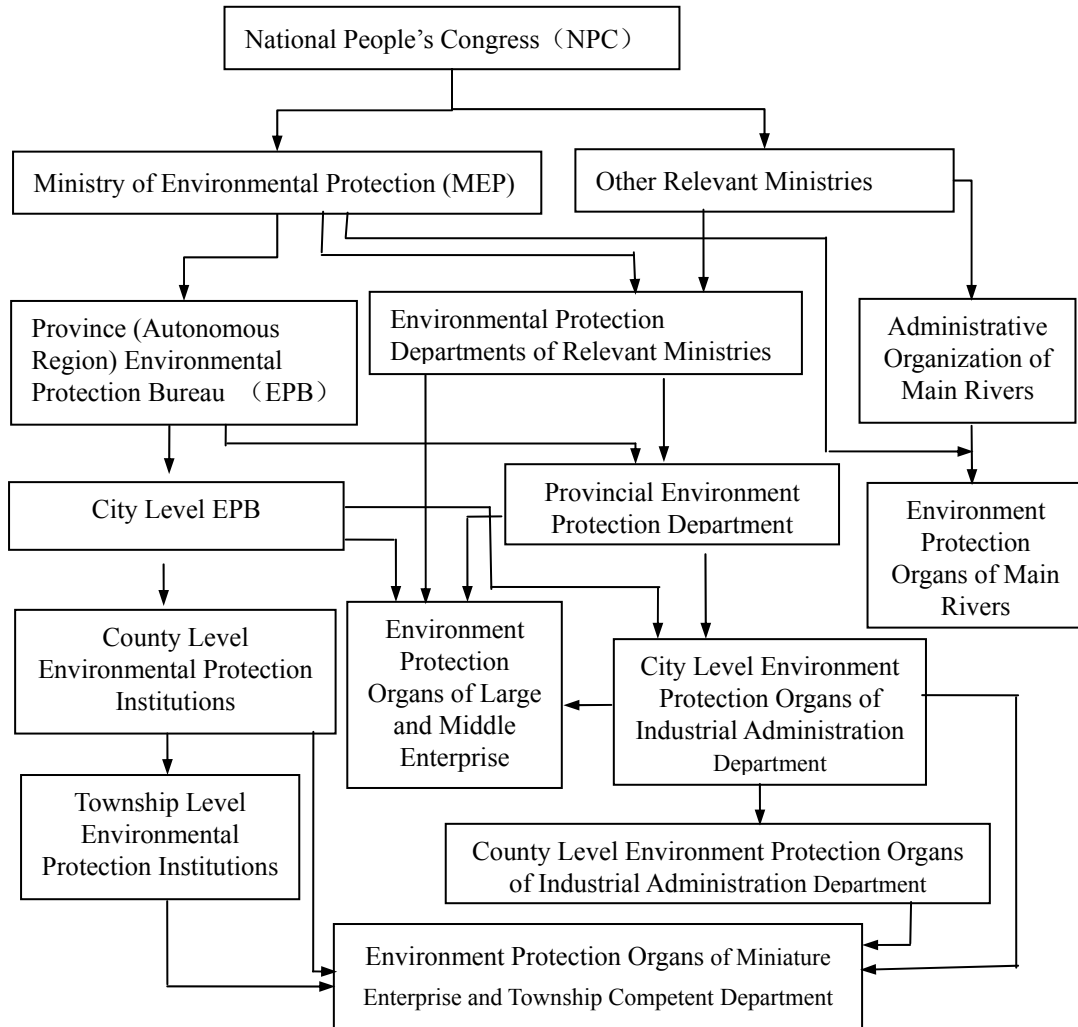 National People’s Congress（NPC）
Ministry of Environmental Protection (MEP)
Other Relevant Ministries
Province (Autonomous
Region) Environmental
Protection Bureau （EPB）
Environmental Protection
Departments of Relevant Ministries
Administrative
Organization of
Main Rivers
City Level EPB
Provincial Environment
Protection Department
Environment
Protection
Organs of Main
Rivers
County Level
Environmental Protection
Institutions
Environment
Protection
Organs of Large
and Middle
Enterprise
City Level Environment
Protection Organs of
Industrial Administration
Department
Township Level
Environmental
Protection Institutions
County Level Environment Protection Organs
of Industrial Administration Department
Environment Protection Organs of Miniature
Enterprise and Township Competent Department